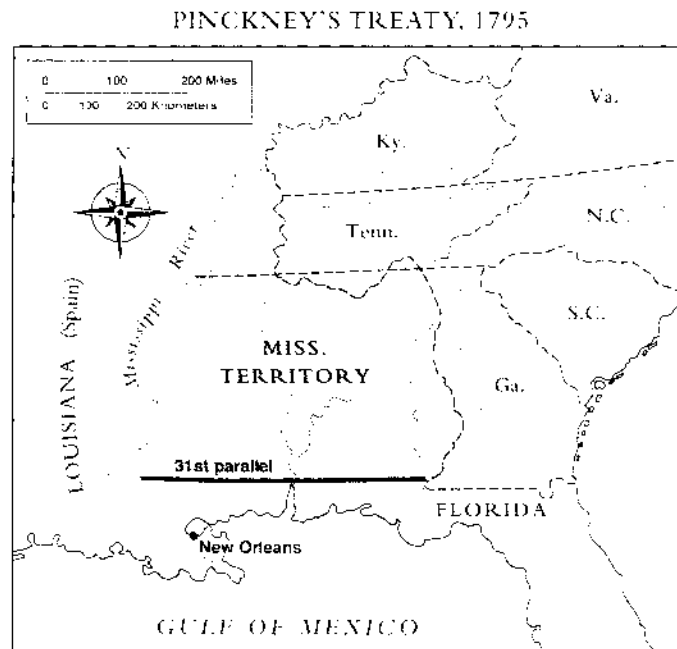 PINCKNEY'S TREATY, 1795
0 100 200 Miles
0 100 200 Kilometers
N
Va.
Ky.
N.C.
Tenn.
Mississippi River
S.C.
LOUISIANA (Spain)
MISS.
TERRITORY
Ga.
31st parallel
FLORIDA
New Orleans
GULF OF MEXICO